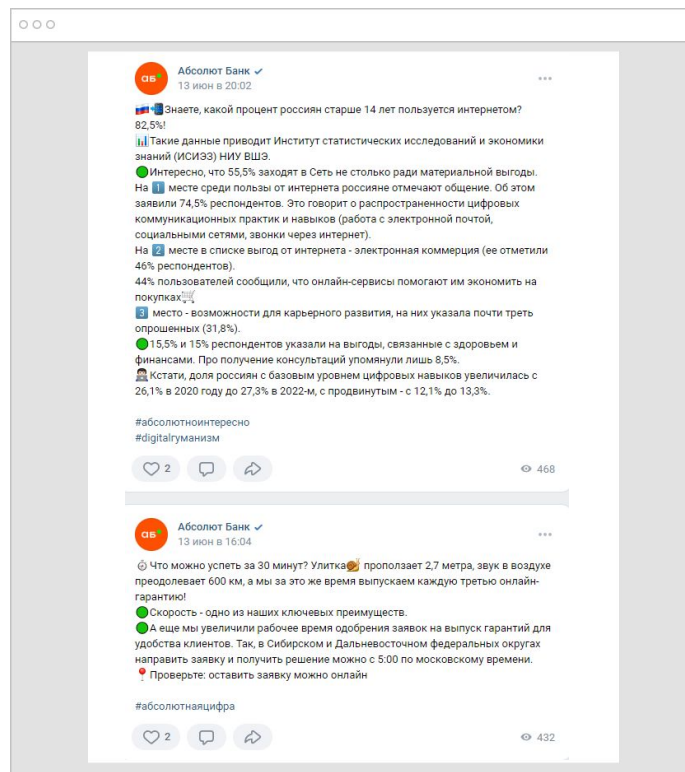 АБ
Абсолют Банк
13 июн в 20:02
Знаете, какой процент россиян старше 14 лет пользуется интернетом?
82,5%!
Такие данные приводит Институт статистических исследований и экономики
знаний (ИСИЭЗ) НИУ ВШЭ.
Интересно, что 55,5% заходят в Сеть не столько ради материальной выгоды.
На 1 месте среди пользы от интернета россияне отмечают общение. Об этом
заявили 74,5% респондентов. Это говорит о распространенности цифровых
коммуникационных практик и навыков (работа с электронной почтой,
социальными сетями, звонки через интернет).
На 2 месте в списке выгод от интернета - электронная коммерция (ее отметили
46% респондентов).
44% пользователей сообщили, что онлайн-сервисы помогают им экономить на
покупках
3 место - возможности для карьерного развития, на них указала почти треть
опрошенных (31,8%).
15,5% и 15% респондентов указали на выгоды, связанные с здоровьем и
финансами. Про получение консультаций упомянули лишь 8,5%.
Кстати, доля россиян с базовым уровнем цифровых навыков увеличилась с
26,1% в 2020 году до 27,3% в 2022-м, с продвинутым - с 12,1% до 13,3%.
#абсолютноинтересно
#digitalгуманизм
2
468
АБ
Абсолют Банк
13 июн в 16:04
Что можно успеть за 30 минут? Улитка проползает 2,7 метра, звук в воздухе
преодолевает 600 км, а мы за это же время выпускаем каждую третью онлайн-
гарантию!
Скорость - одно из наших ключевых преимуществ.
А еще мы увеличили рабочее время одобрения заявок на выпуск гарантий для
удобства клиентов. Так, в Сибирском и Дальневосточном федеральных округах
направить заявку и получить решение можно с 5:00 по московскому времени.
Проверьте: оставить заявку можно онлайн
#абсолютнаяцифра
2
432